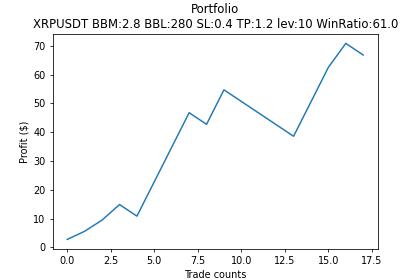 Portfolio
XRPUSDT BBM:2.8 BBL:280 SL:0.4 TP:1.2 lev:10 WinRatio:61.0
Profit ($)
70
60
50
40
30
20
10
0
0.0 2.5 5.0 7.5 10.0 12.5 15.0 17.5
Trade counts